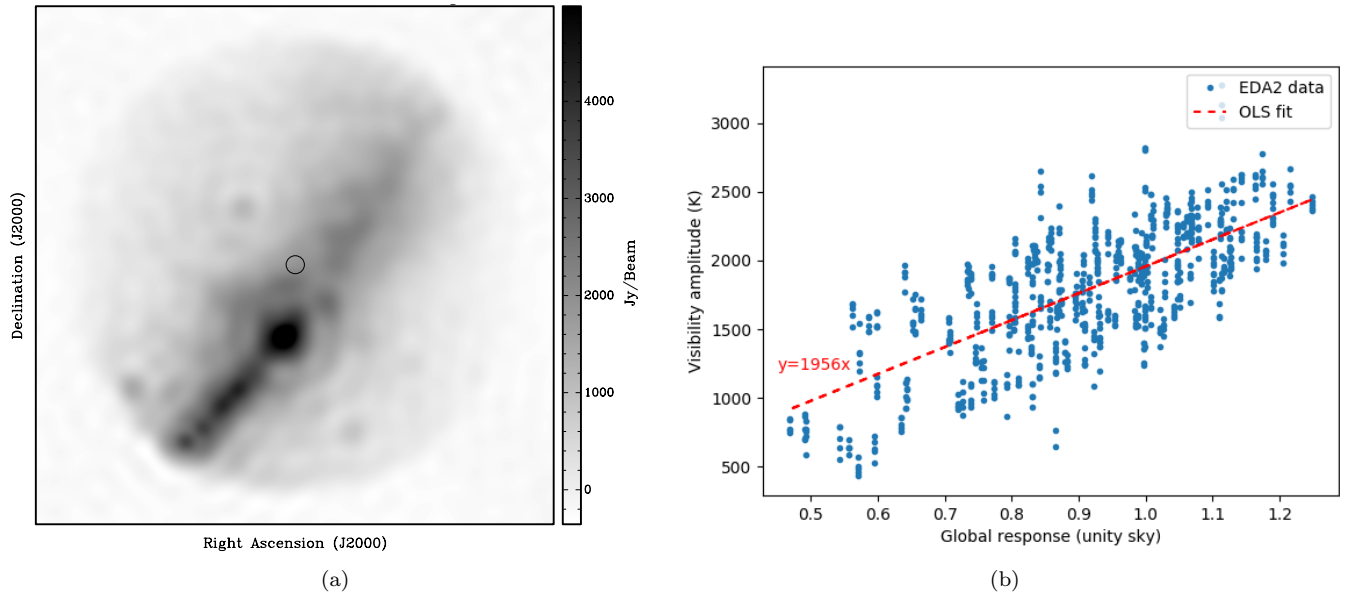 Declination (J2000)
4000
3000
2000
1000
0
Jy/Beam
Right Ascension (J2000)
(a)
EDA2 data
OLS fit
3000
2500
2000
1500
1000
500
Visibility amplitude (K)
y=1956x
0.5 0.6 0.7 0.8 0.9 1.0 1.1 1.2
Global response (unity sky)
(b)